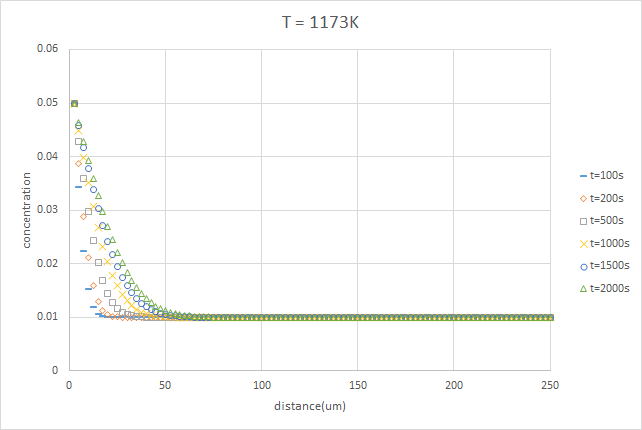 T = 1173K
0.06
0.05
0.04
0.03
0.02
0.01
0
concentration
0 50 100 150 200 250
distance(um)
t=100s
t=200s
t=500s
t=1000s
t=1500s
t=2000s